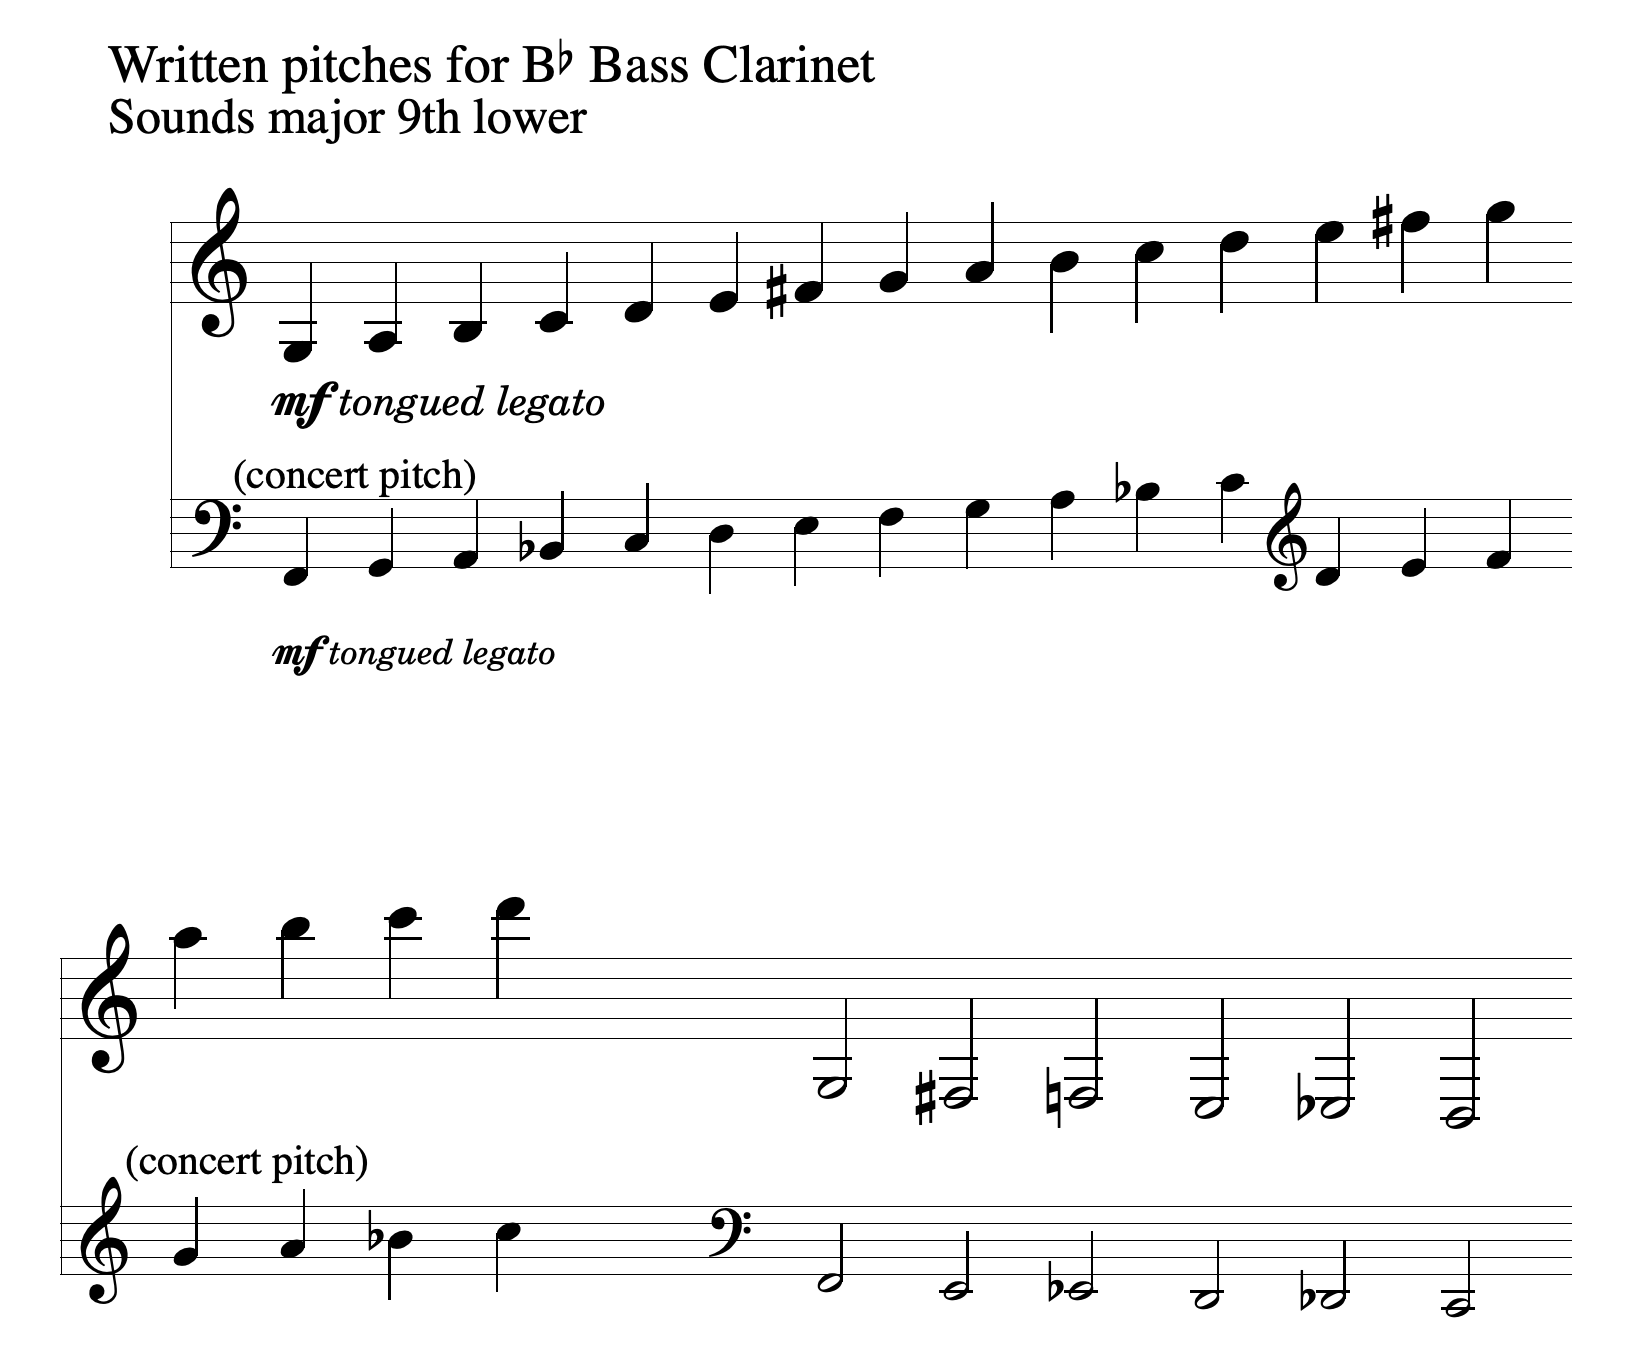 Written pitches for B♭ Bass Clarinet
Sounds major 9th lower
mf tongued legato
(concert pitch)
mf tongued legato
(concert pitch)